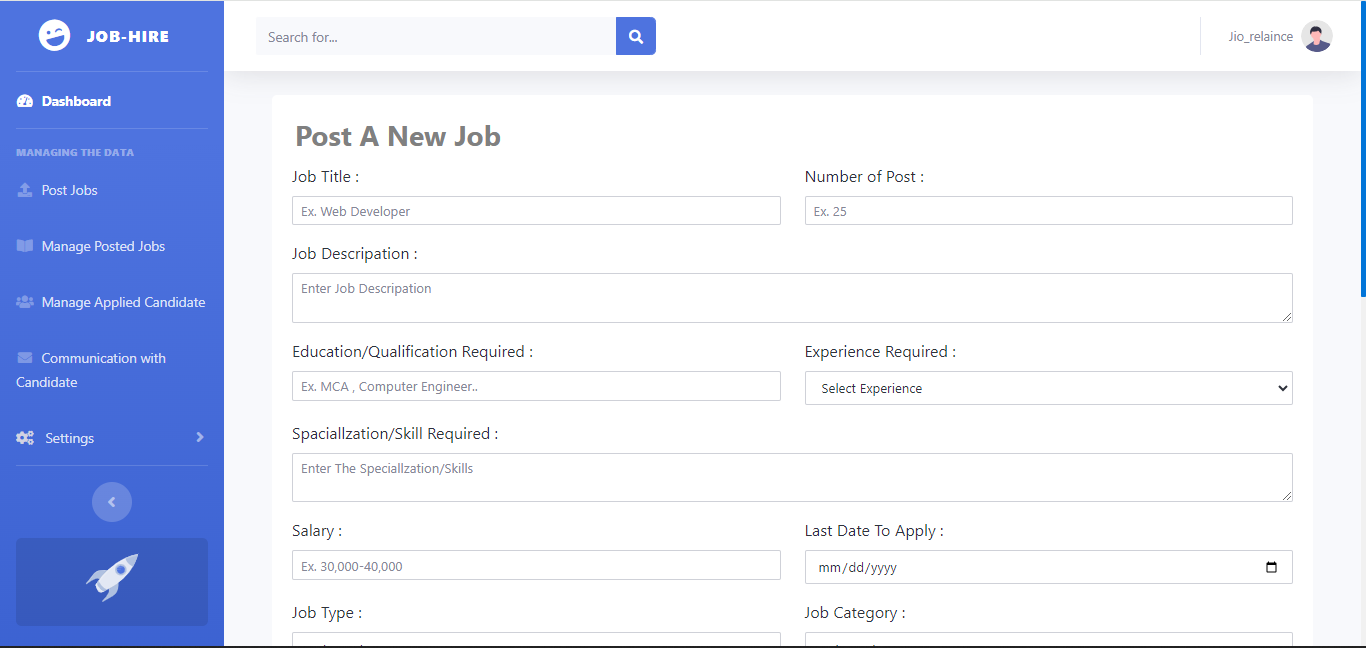 JOB-HIRE
Search for...
Jio_relaince
Dashboard
MANAGING THE DATA
Post Jobs
Manage Posted Jobs
Manage Applied Candidate
Communication with
Candidate
Settings
Post A New Job
Job Title :
Number of Post :
Ex. Web Developer
Ex. 25
Job Descripation :
Enter Job Descripation
Education/Qualification Required :
Experience Required :
Ex. MCA , Computer Engineer..
Select Experience
Spaciallzation/Skill Required :
Enter The Speciallzation/Skills
Salary :
Last Date To Apply :
Ex. 30,000-40,000
mm/dd/yyyy
Job Type :
Job Category :